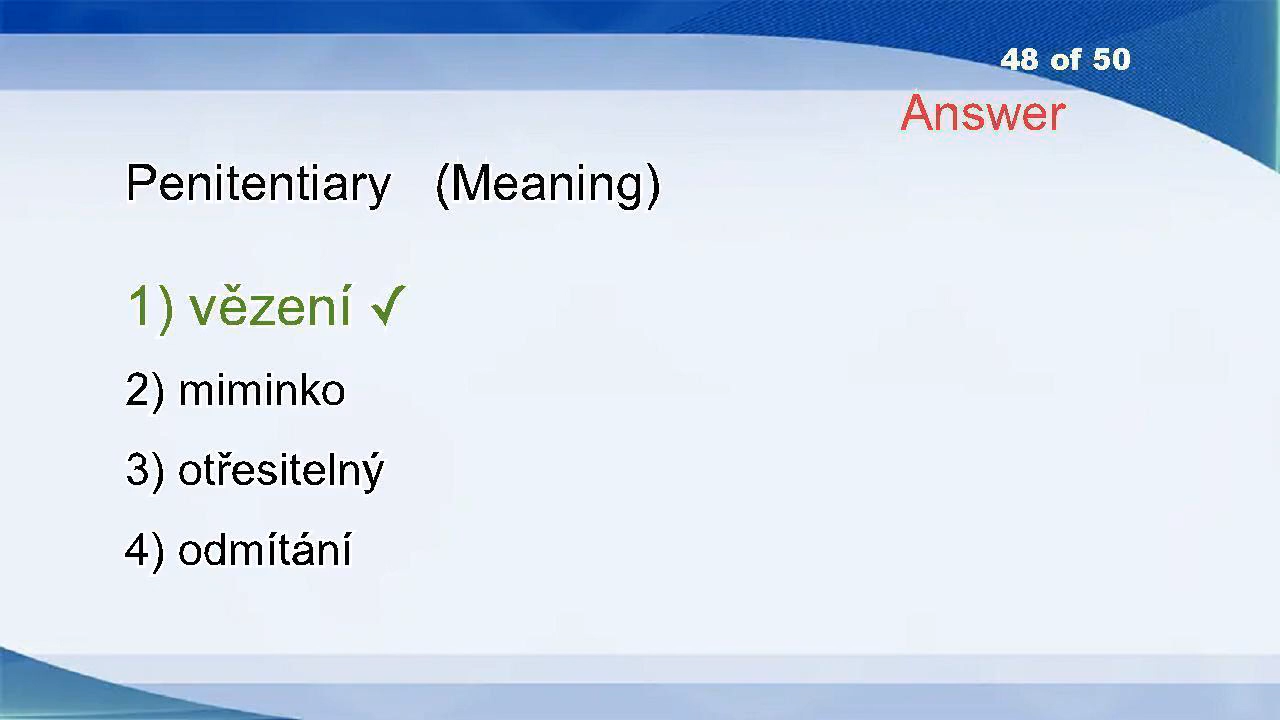 48 of 50
Answer
Penitentiary (Meaning)
1) vězení ✓
2) miminko
3) otřesitelný
4) odmítání